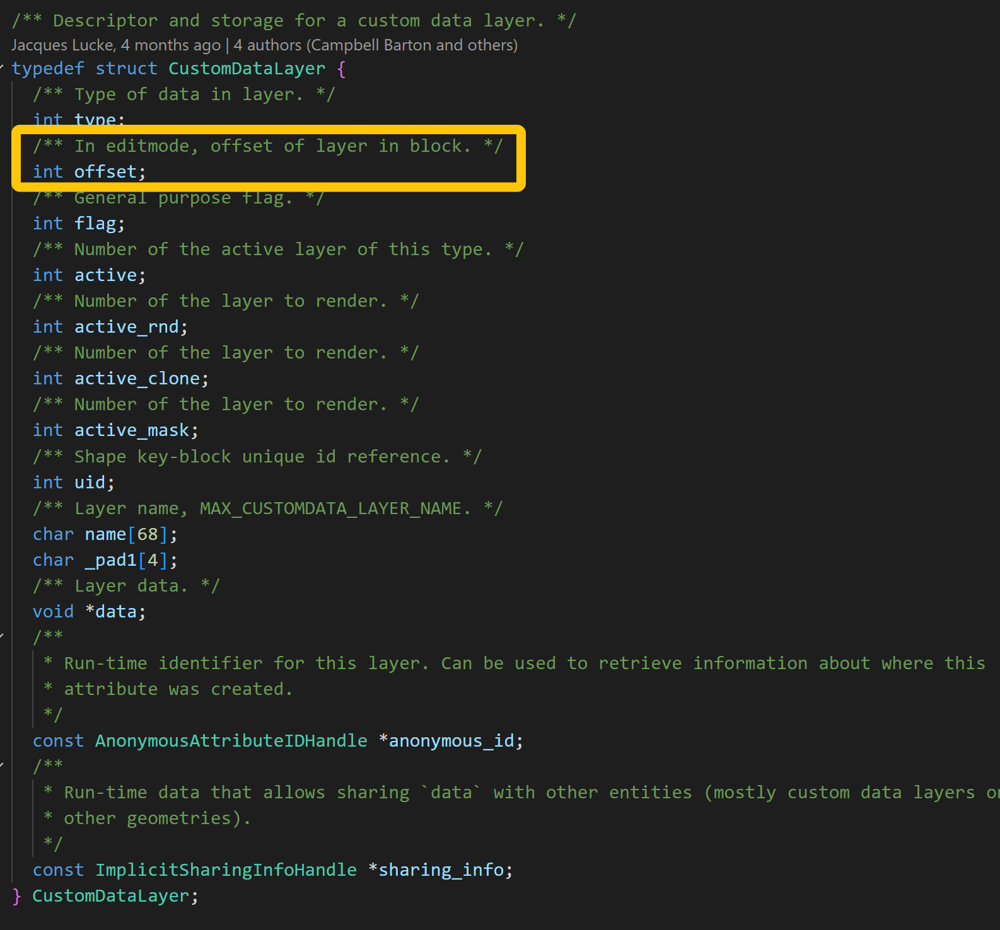 /** Descriptor and storage for a custom data layer. */
Jacques Lucke, 4 months ago | 4 authors (Campbell Barton and others)
typedef struct CustomDataLayer {
/** Type of data in layer. */
int type;
/** In editmode, offset of layer in block. */
int offset;
/** General purpose flag. */
int flag;
/** Number of the active layer of this type. */
int active;
/** Number of the layer to render. */
int active_rnd;
/** Number of the layer to render. */
int active_clone;
/** Number of the layer to render. */
int active_mask;
/** Shape key-block unique id reference. */
int uid;
/** Layer name, MAX_CUSTOMDATA_LAYER_NAME. */
char name[68];
char _pad1[4];
/** Layer data. */
void *data;
/**
* Run-time identifier for this layer. Can be used to retrieve information about where this
* attribute was created.
*/
const AnonymousAttributeIDHandle *anonymous_id;
/**
* Run-time data that allows sharing `data` with other entities (mostly custom data layers on
* other geometries).
*/
const ImplicitSharingInfoHandle *sharing_info;
} CustomDataLayer;